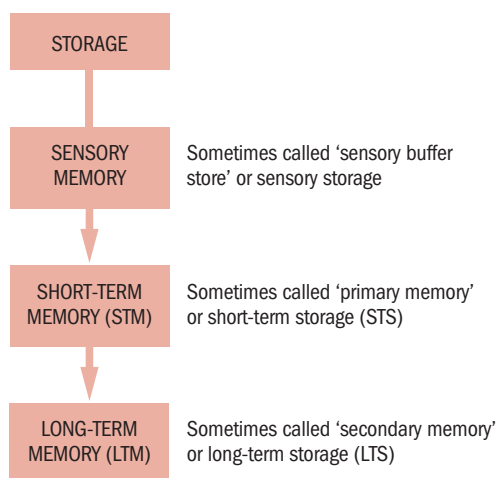 STORAGE
SENSORY
MEMORY
Sometimes called ‘sensory buffer
store’ or sensory storage
SHORT-TERM
MEMORY (STM)
Sometimes called ‘primary memory’
or short-term storage (STS)
LONG-TERM
MEMORY (LTM)
Sometimes called ‘secondary memory’
or long-term storage (LTS)